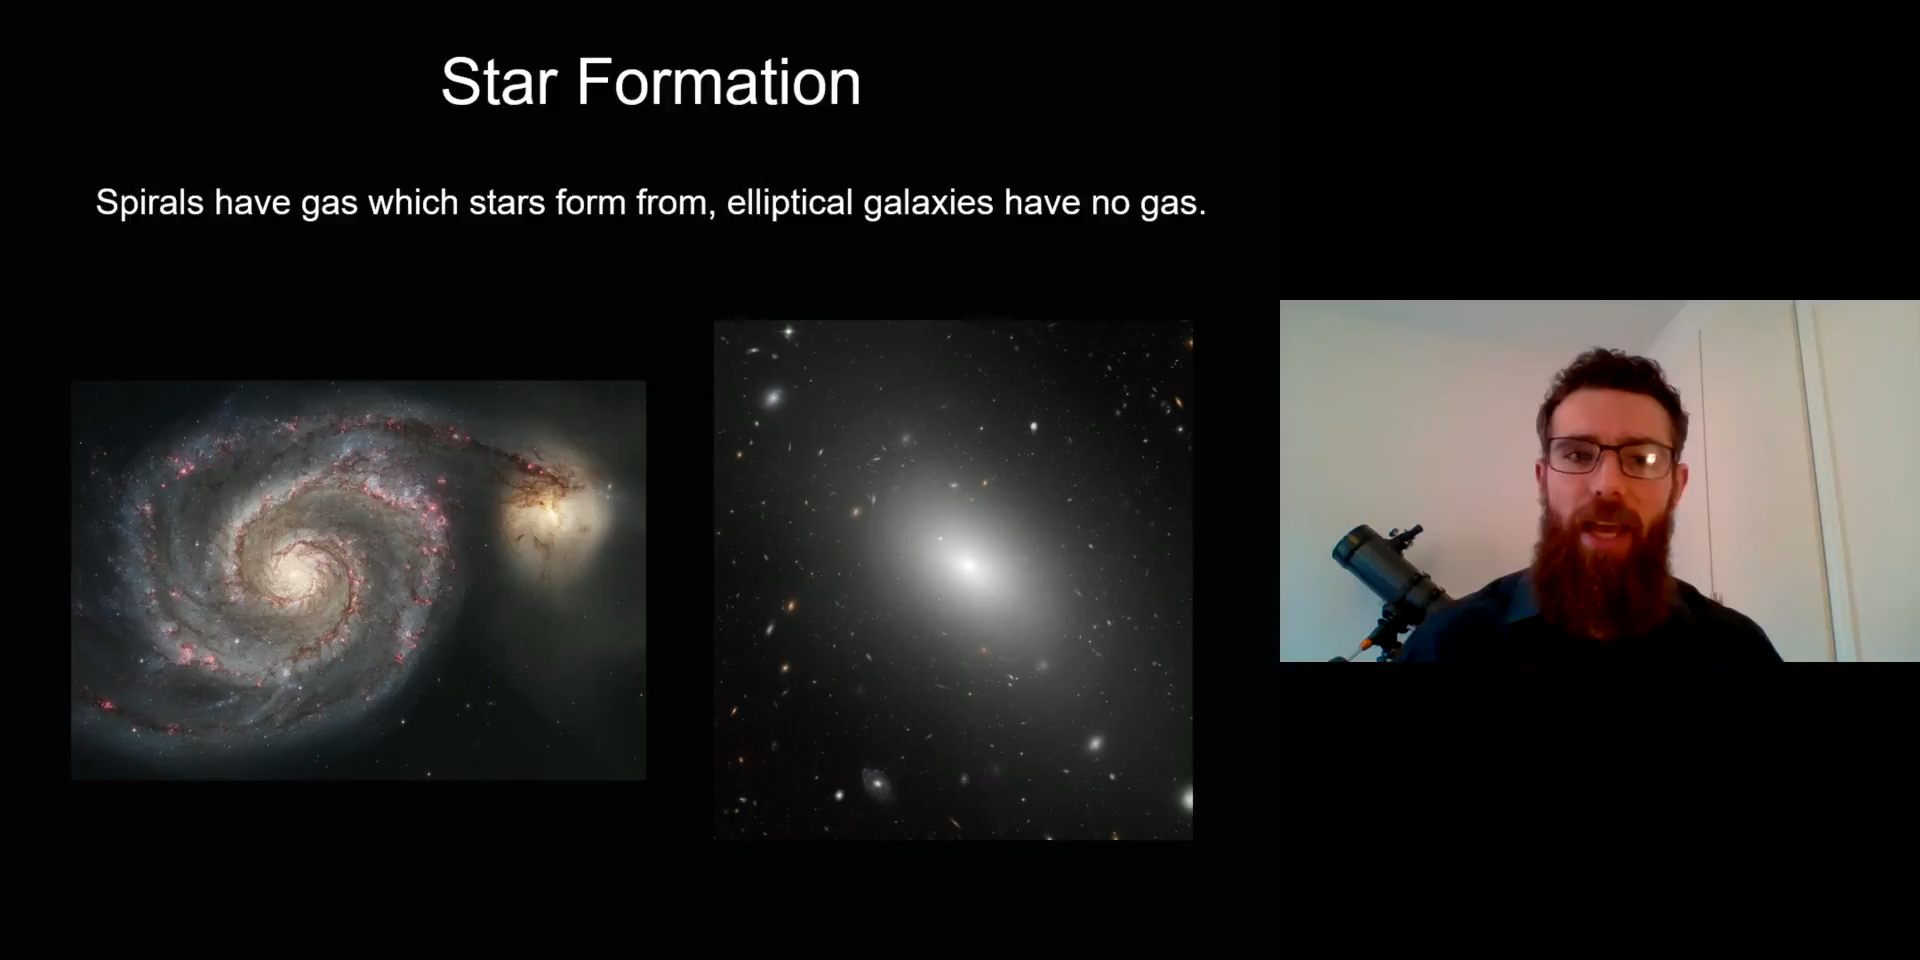 Star Formation
Spirals have gas which stars form from, elliptical galaxies have no gas.